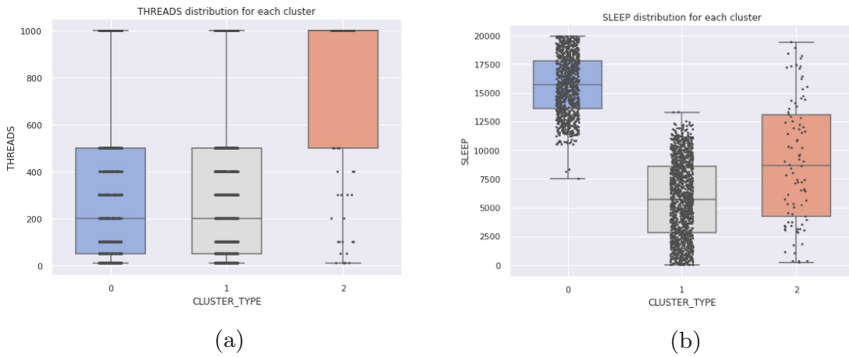 THREADS distribution for each cluster
1000
800
600
400
200
0
THREADS
0 1 2
CLUSTER_TYPE
(a)
SLEEP distribution for each cluster
20000
17500
15000
12500
10000
7500
5000
2500
0
SLEEP
0 1 2
CLUSTER_TYPE
(b)